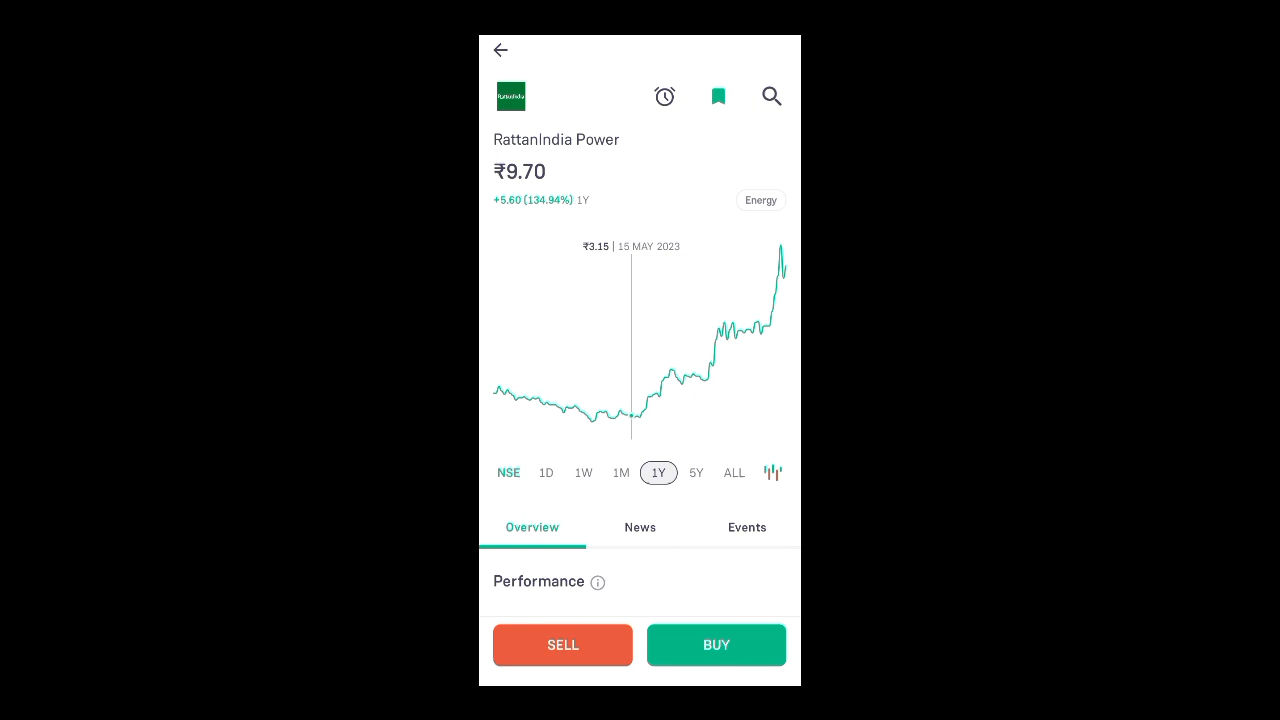 RattanIndia
RattanIndia Power
₹9.70
+5.60 (134.94%) 1Y
Energy
₹3.15 | 15 MAY 2023
NSE 1D 1W 1M 1Y 5Y ALL
Overview News Events
Performance
SELL BUY